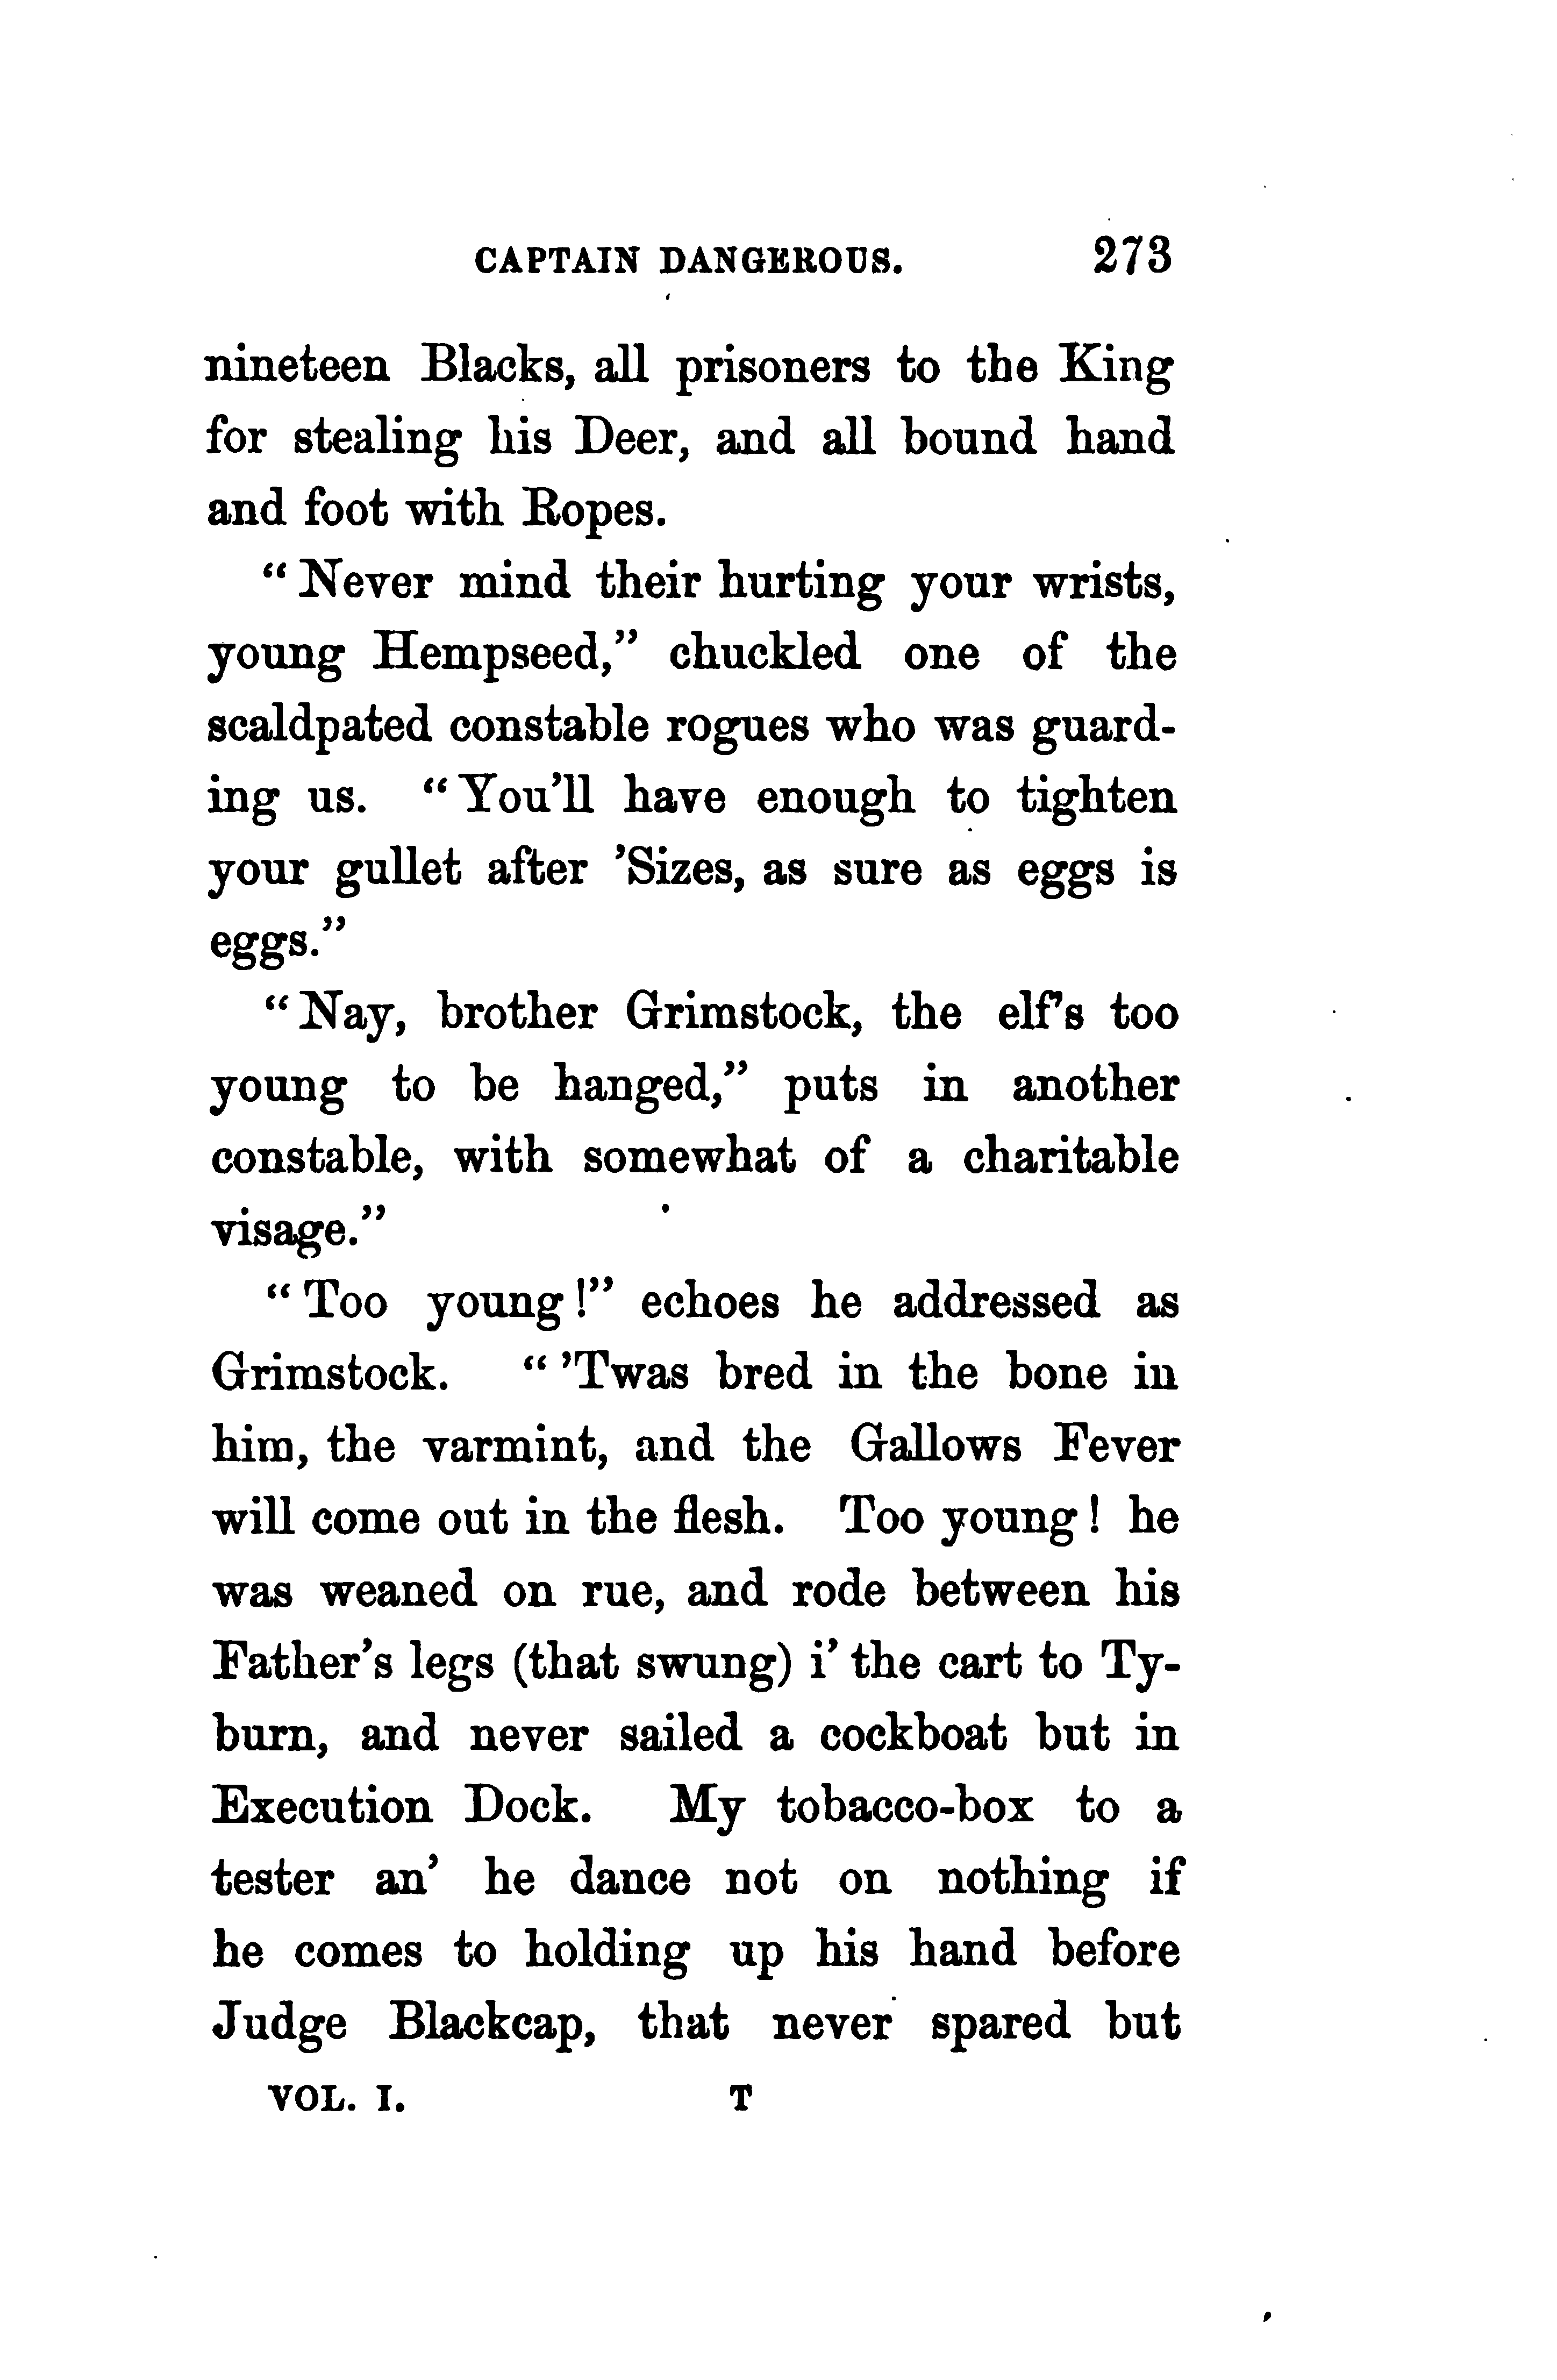 CAPTAIN DANGEROUS. 273
nineteen Blacks, all prisoners to the King
for stealing his Deer, and all bound hand
and foot with Ropes.
"Never mind their hurting your wrists,
young Hempseed," chuckled one of the
scaldpated constable rogues who was guard-
ing us. "You'll have enough to tighten
your gullet after 'Sizes, as sure as eggs is
eggs."
"Nay, brother Grimstock, the elf's too
young to be hanged," puts in another
constable, with somewhat of a charitable
visage."
"Too young!" echoes he addressed as
Grimstock. "'Twas bred in the bone in
him, the varmint, and the Gallows Fever
will come out in the flesh. Too young! he
was weaned on rue, and rode between his
Father's legs (that swung) i' the cart to Ty-
burn, and never sailed a cockboat but in
Execution Dock. My tobacco-box to a
tester an' he dance not on nothing if
he comes to holding up his hand before
Judge Blackcap, that never spared but
VOL. I. T